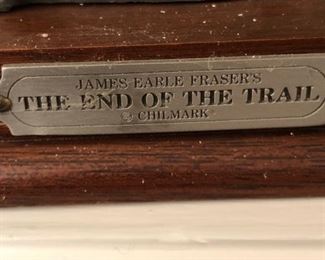 JAMES EARLE FRASER'S
THE END OF THE TRAIL
© CHILMARK